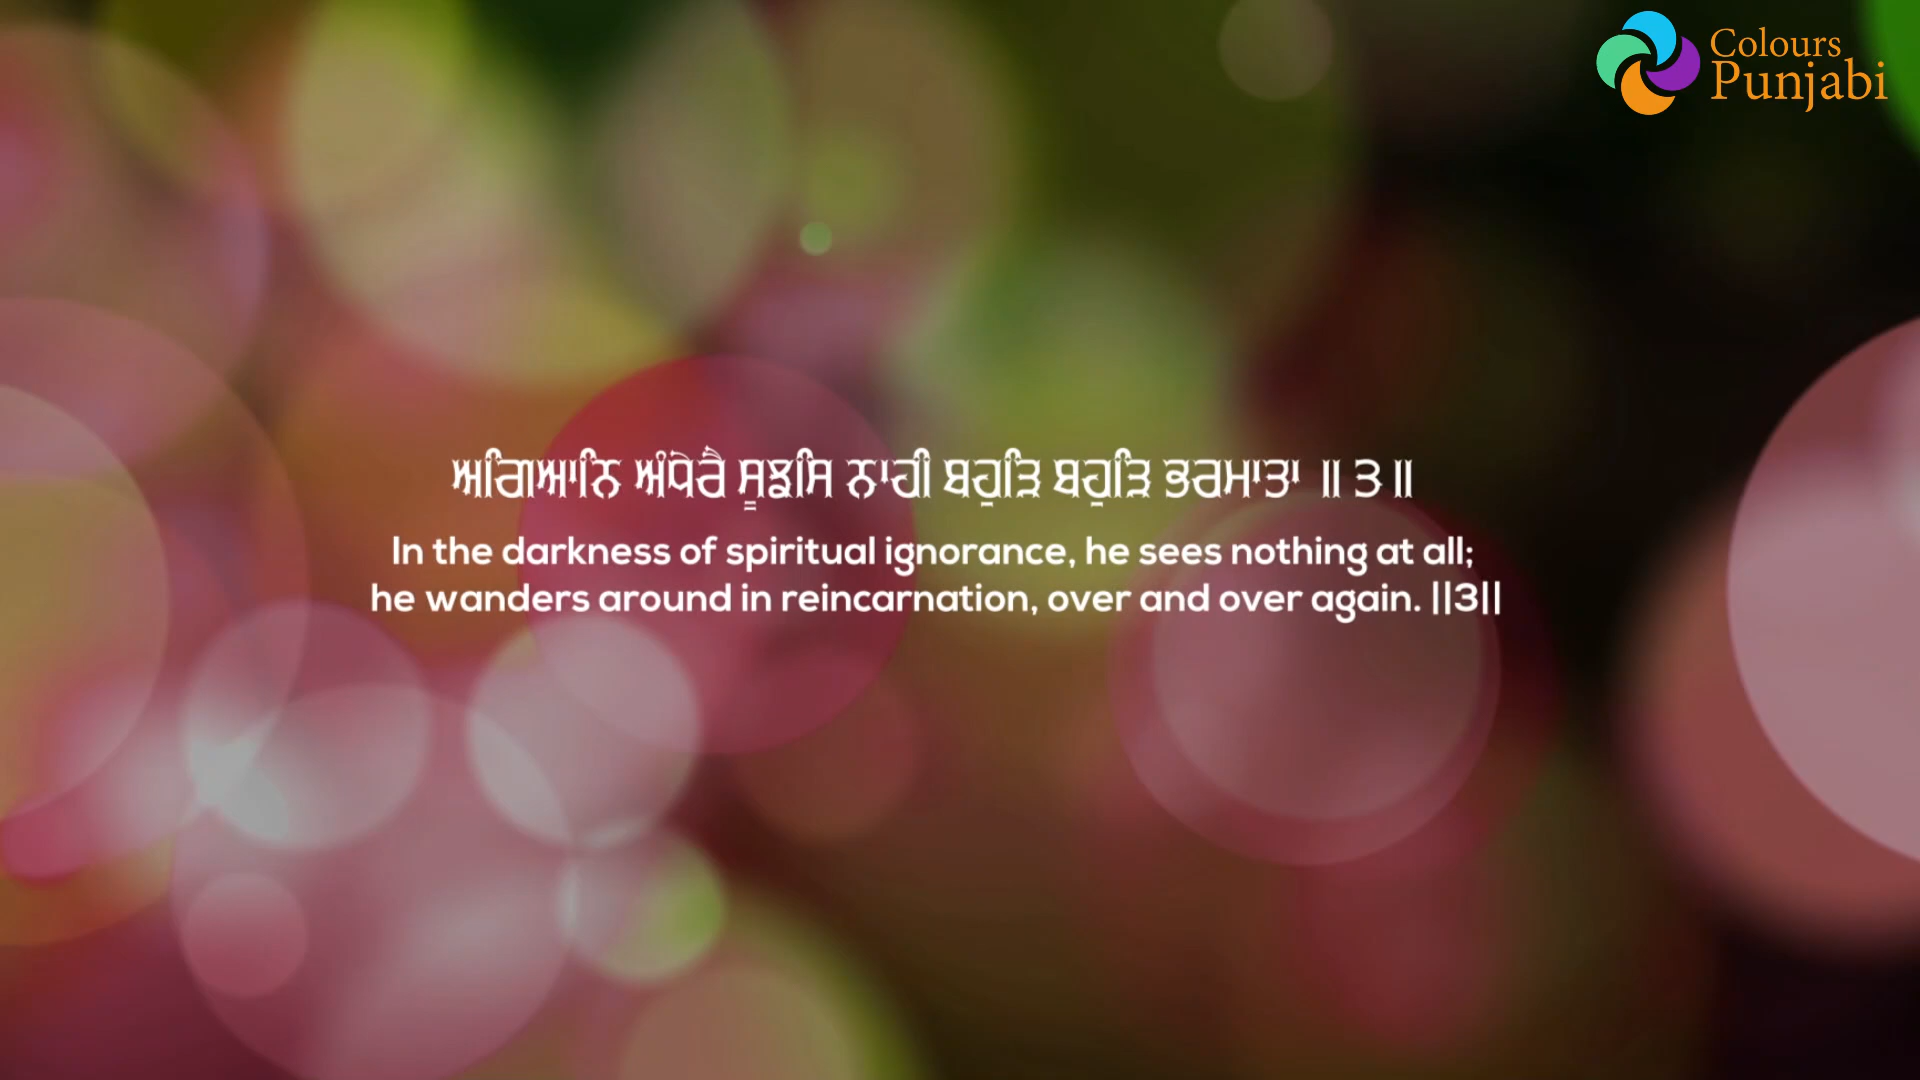 Colours
Punjabi
ਅਗਿਆਨਿ ਅੰਧੇਰੈ ਸੂਝਸਿ ਨਾਹੀ ਬਹੁੜਿ ਬਹੁੜਿ ਭਰਮਾਤਾ ॥ ੩ ॥
In the darkness of spiritual ignorance, he sees nothing at all;
he wanders around in reincarnation, over and over again. ||3||